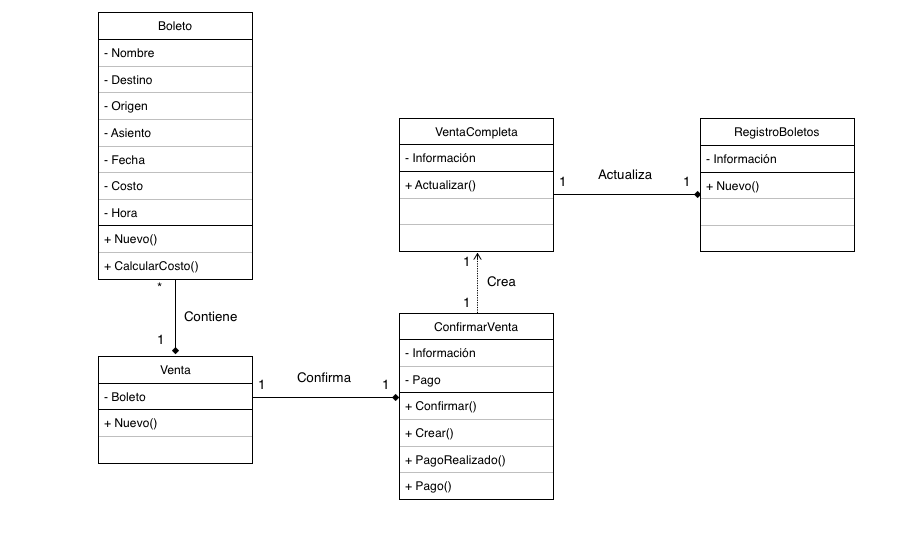 Boleto
- Nombre
- Destino
- Origen
- Asiento
- Fecha
- Costo
- Hora
+ Nuevo()
+ CalcularCosto()
*
Contiene
1
Venta
- Boleto
+ Nuevo()
1
Confirma
1
ConfirmarVenta
- Información
- Pago
+ Confirmar()
+ Crear()
+ PagoRealizado()
+ Pago()
1
Crea
1
VentaCompleta
- Información
+ Actualizar()
1
Actualiza
1
RegistroBoletos
- Información
+ Nuevo()